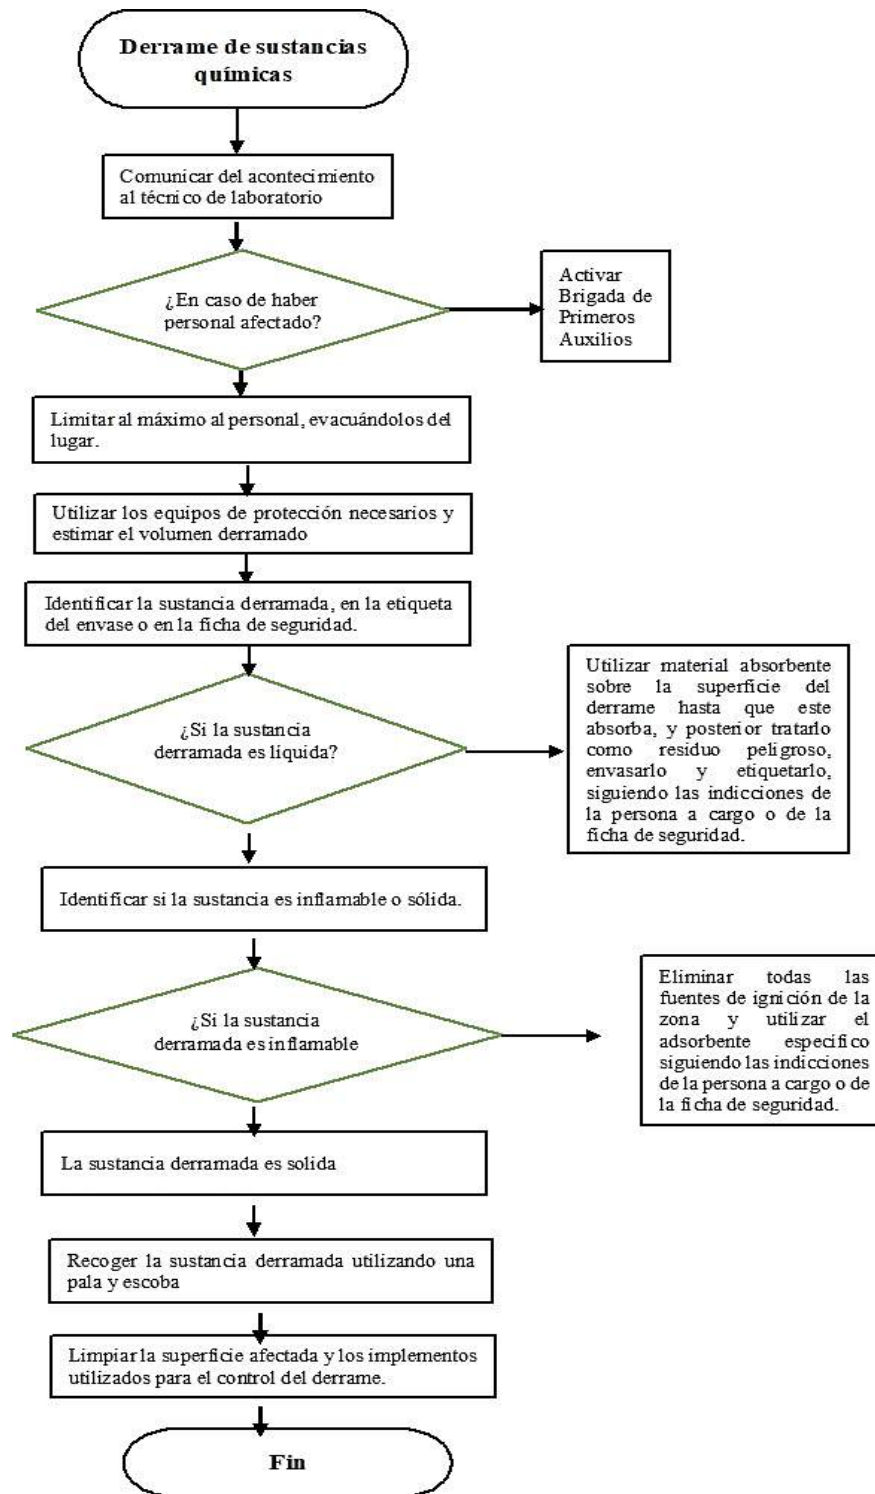 Derrame de sustancias
químicas
Comunicar del acontecimiento
al técnico de laboratorio
¿En caso de haber
personal afectado?
Activar
Brigada de
Primeros
Auxilios
Limitar al máximo al personal, evacuándolos del
lugar.
Utilizar los equipos de protección necesarios y
estimar el volumen derramado
Identificar la sustancia derramada, en la etiqueta
del envase o en la ficha de seguridad.
¿Si la sustancia
derramada es líquida?
Utilizar material absorbente
sobre la superficie del
derrame hasta que este
absorba, y posterior tratarlo
como residuo peligroso,
envasarlo y etiquetarlo,
siguiendo las indicciones de
la persona a cargo o de la
ficha de seguridad.
Identificar si la sustancia es inflamable o sólida.
¿Si la sustancia
derramada es inflamable
Eliminar todas las
fuentes de ignición de la
zona y utilizar el
adsorbente especifico
siguiendo las indicciones
de la persona a cargo o de
la ficha de seguridad.
La sustancia derramada es solida
Recoger la sustancia derramada utilizando una
pala y escoba
Limpiar la superficie afectada y los implementos
utilizados para el control del derrame.
Fin